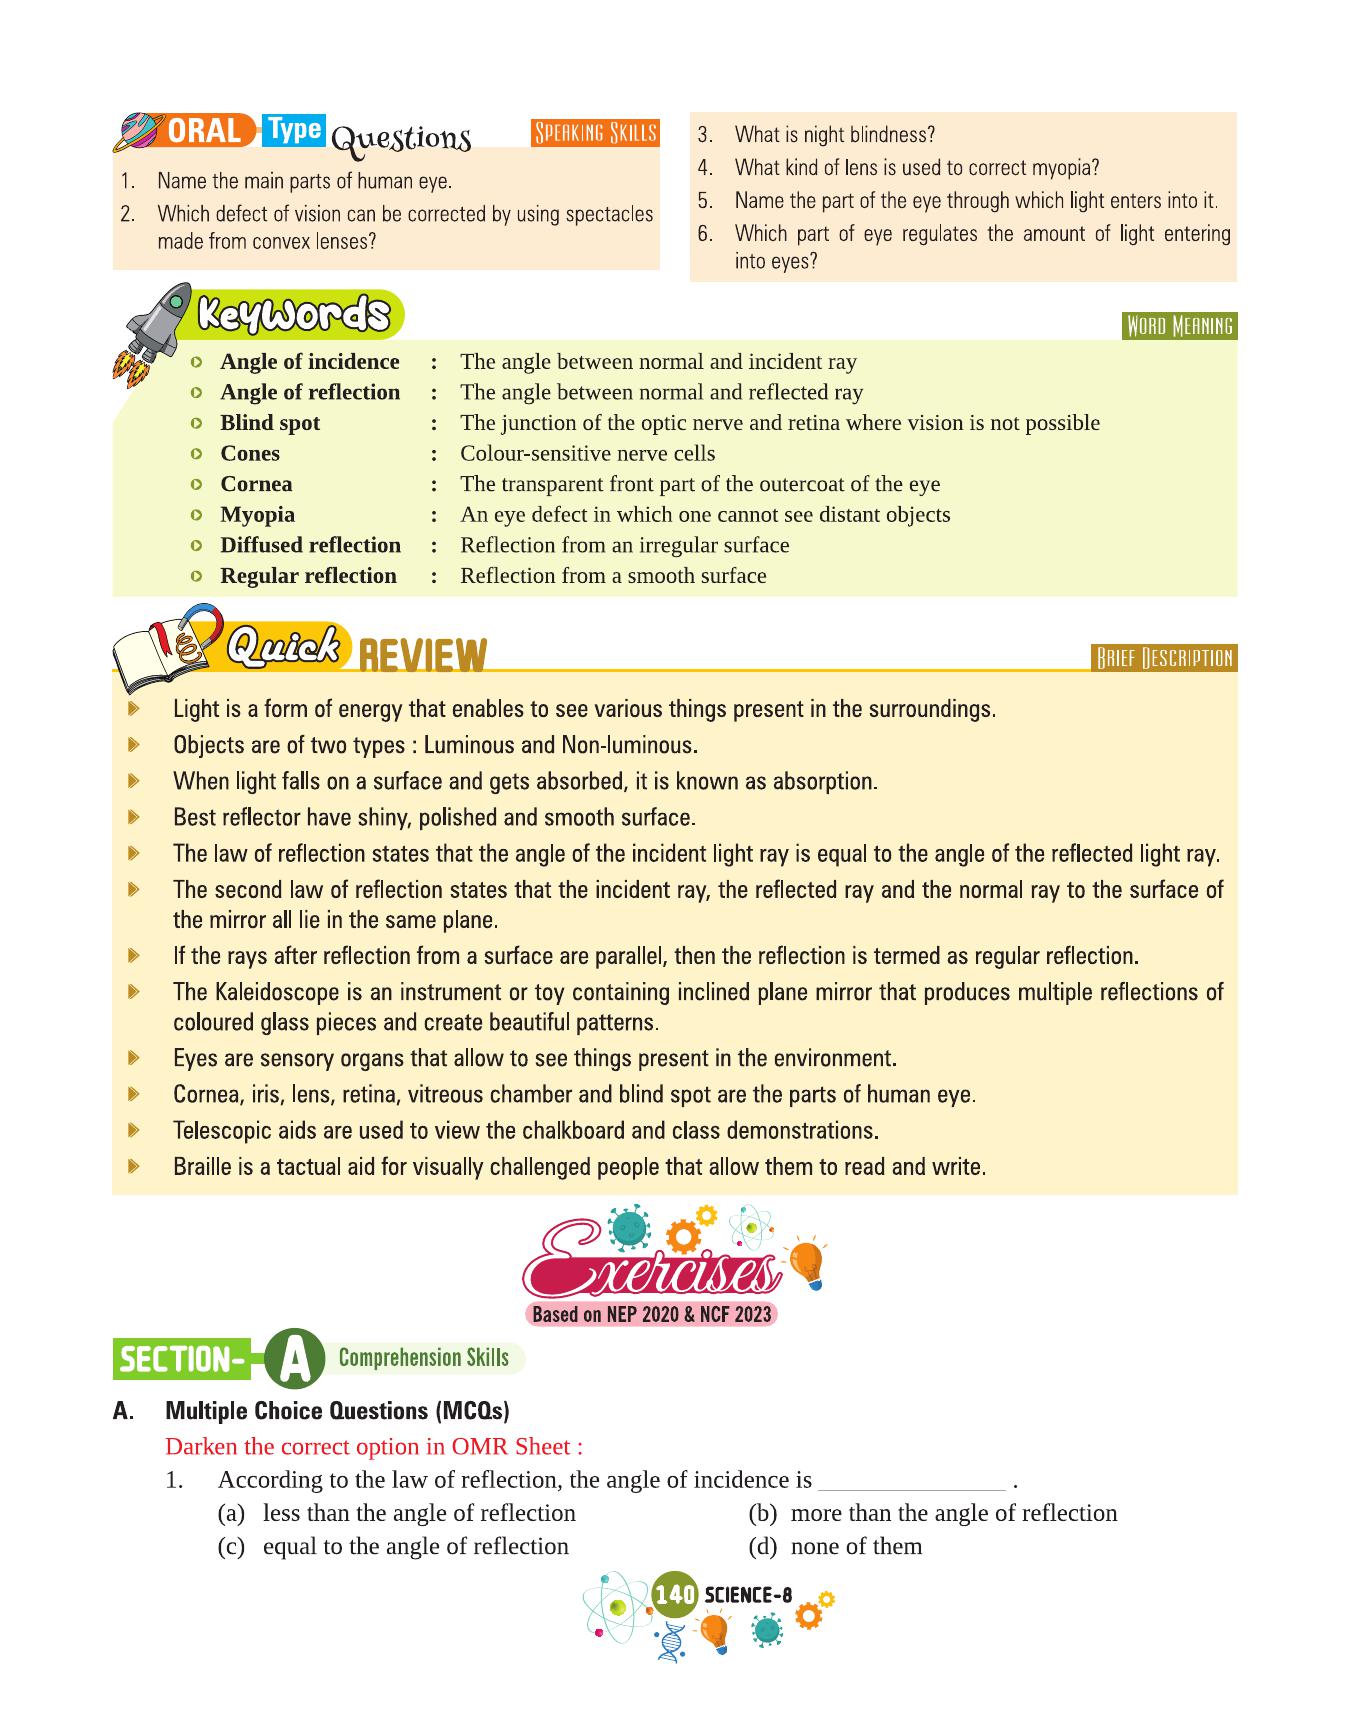 ORAL Type Questions
SPEAKING SKILLS
1. Name the main parts of human eye.
2. Which defect of vision can be corrected by using spectacles
made from convex lenses?
3. What is night blindness?
4. What kind of lens is used to correct myopia?
5. Name the part of the eye through which light enters into it.
6. Which part of eye regulates the amount of light entering
into eyes?
KeyWords
WORD MEANING
Angle of incidence : The angle between normal and incident ray
Angle of reflection : The angle between normal and reflected ray
Blind spot : The junction of the optic nerve and retina where vision is not possible
Cones : Colour-sensitive nerve cells
Cornea : The transparent front part of the outercoat of the eye
Myopia : An eye defect in which one cannot see distant objects
Diffused reflection : Reflection from an irregular surface
Regular reflection : Reflection from a smooth surface
Quick REVIEW
BRIEF DESCRIPTION
Light is a form of energy that enables to see various things present in the surroundings.
Objects are of two types : Luminous and Non-luminous.
When light falls on a surface and gets absorbed, it is known as absorption.
Best reflector have shiny, polished and smooth surface.
The law of reflection states that the angle of the incident light ray is equal to the angle of the reflected light ray.
The second law of reflection states that the incident ray, the reflected ray and the normal ray to the surface of
the mirror all lie in the same plane.
If the rays after reflection from a surface are parallel, then the reflection is termed as regular reflection.
The Kaleidoscope is an instrument or toy containing inclined plane mirror that produces multiple reflections of
coloured glass pieces and create beautiful patterns.
Eyes are sensory organs that allow to see things present in the environment.
Cornea, iris, lens, retina, vitreous chamber and blind spot are the parts of human eye.
Telescopic aids are used to view the chalkboard and class demonstrations.
Braille is a tactual aid for visually challenged people that allow them to read and write.
Exercises
Based on NEP 2020 & NCF 2023
SECTION- A Comprehension Skills
A. Multiple Choice Questions (MCQs)
Darken the correct option in OMR Sheet :
1. According to the law of reflection, the angle of incidence is _______________ .
(a) less than the angle of reflection (b) more than the angle of reflection
(c) equal to the angle of reflection (d) none of them
140 SCIENCE-8